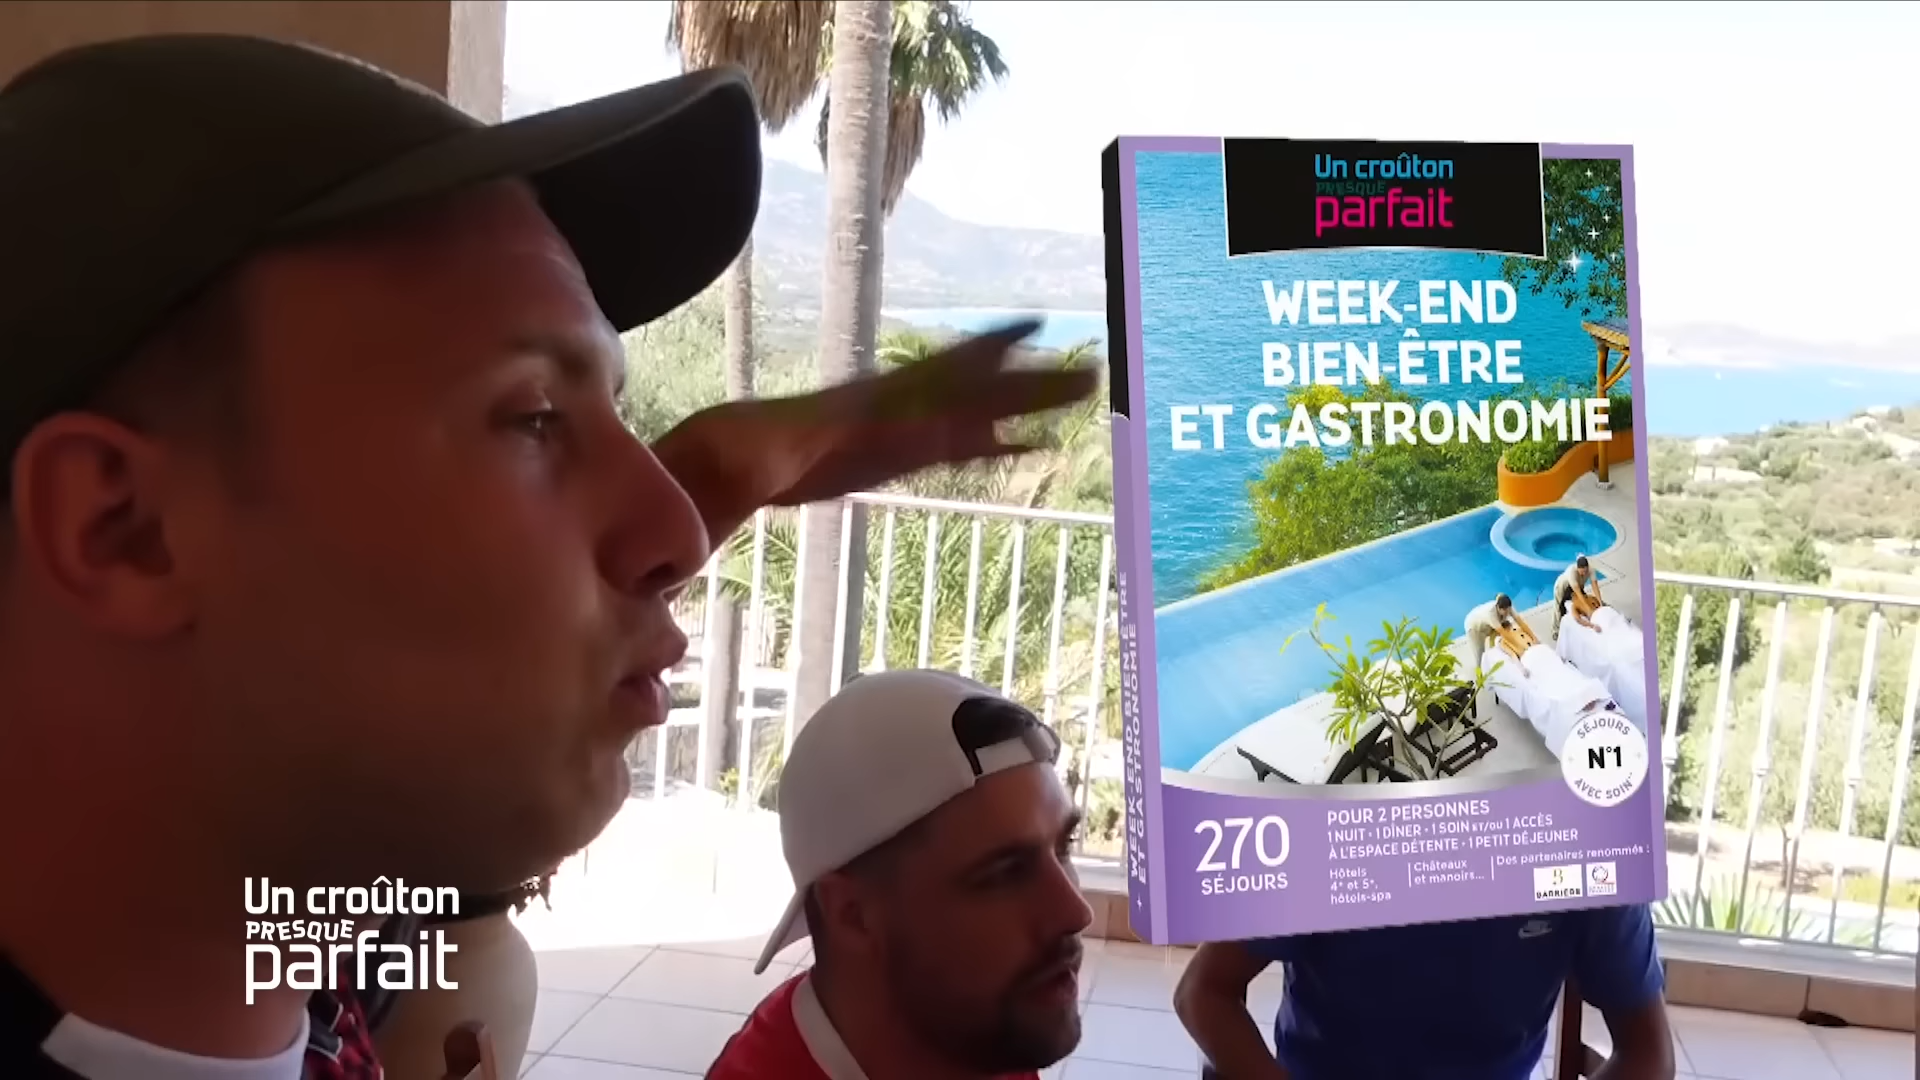 Un croûton
PRESQUE
parfait
WEEK-END
BIEN-ÊTRE
ET GASTRONOMIE
SÉJOURS
N°1
AVEC SOIN
270
SÉJOURS
POUR 2 PERSONNES
1 NUIT • 1 DÎNER • 1 SOIN ET/OU 1 ACCÈS
À L'ESPACE DÉTENTE • 1 PETIT DÉJEUNER
Hôtels
4* et 5*,
hôtels-spa
Châteaux
et manoirs...
Des partenaires renommés :
BARRIÈRE
WEEK-END BIEN-ÊTRE
ET GASTRONOMIE
Un croûton
PRESQUE
parfait